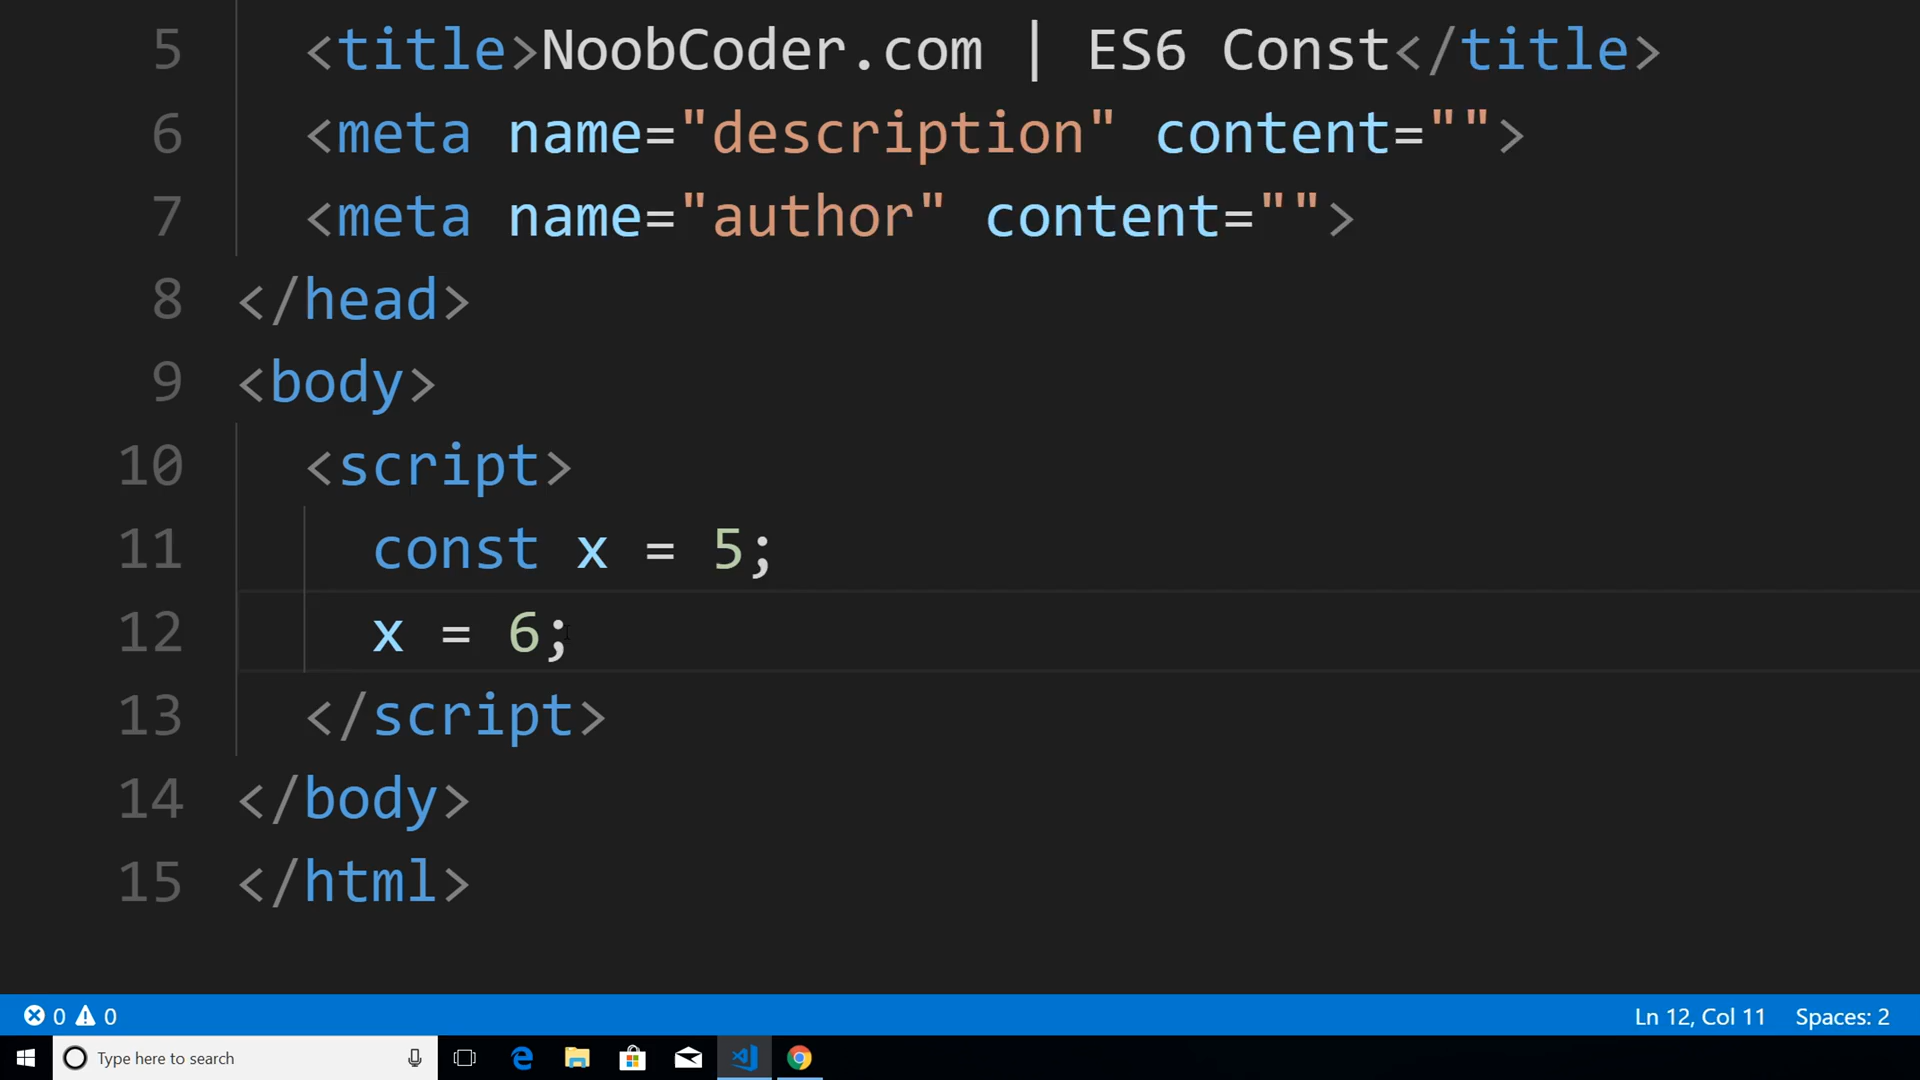 5 <title>NoobCoder.com | ES6 Const</title>
6 <meta name="description" content="">
7 <meta name="author" content="">
8 </head>
9 <body>
10 <script>
11 const x = 5;
12 x = 6;
13 </script>
14 </body>
15 </html>
0 0 Ln 12, Col 11 Spaces: 2
Type here to search